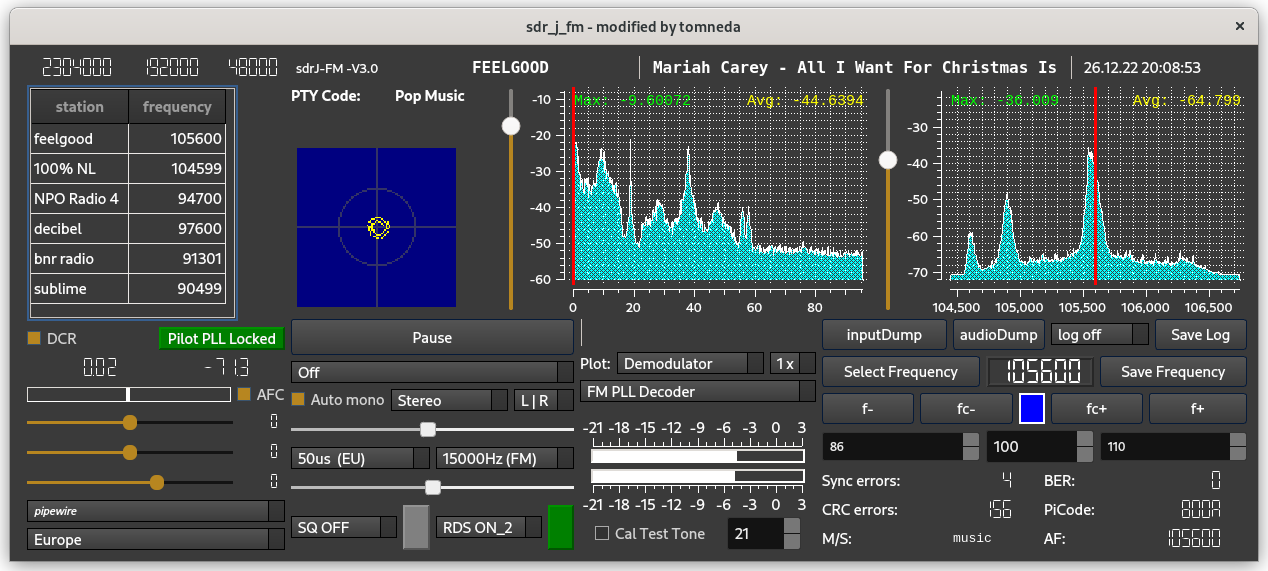 sdr_j_fm - modified by tomneda ×
2304000 192000 48000 sdrJ-FM -V3.0 FEELGOOD Mariah Carey - All I Want For Christmas Is 26.12.22 20:08:53
PTY Code: Pop Music
station frequency
feelgood 105600
100% NL 104599
NPO Radio 4 94700
decibel 97600
bnr radio 91301
sublime 90499
Max: -9.60072 Avg: -44.6394
-10
-20
-30
-40
-50
-60
0 20 40 60 80
Max: -36.009 Avg: -64.799
-30
-40
-50
-60
-70
104,500 105,000 105,500 106,000 106,500
DCR Pilot PLL Locked
0.02 -71.3
AFC
0
0
0
pipewire
Europe
Pause
Off
Auto mono Stereo L | R
50us (EU) 15000Hz (FM)
SQ OFF RDS ON_2
Plot: Demodulator 1 x
FM PLL Decoder
-21 -18 -15 -12 -9 -6 -3 0 3
-21 -18 -15 -12 -9 -6 -3 0 3
Cal Test Tone 21
inputDump audioDump log off Save Log
Select Frequency 105600 Save Frequency
f- fc- fc+ f+
86 100 110
Sync errors: 4 BER: 0
CRC errors: 156 PiCode: 800A
M/S: music AF: 105600